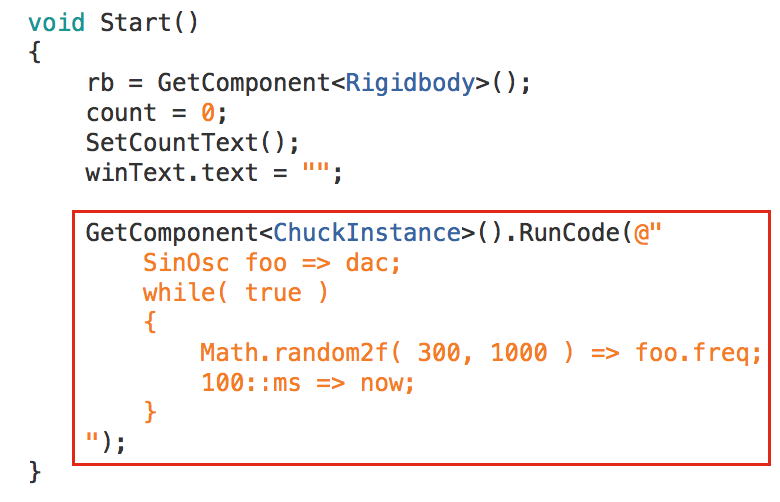 void Start()
{
    rb = GetComponent<Rigidbody>();
    count = 0;
    SetCountText();
    winText.text = "";

    GetComponent<ChuckInstance>().RunCode(@"
        SinOsc foo => dac;
        while( true )
        {
            Math.random2f( 300, 1000 ) => foo.freq;
            100::ms => now;
        }
    ");
}